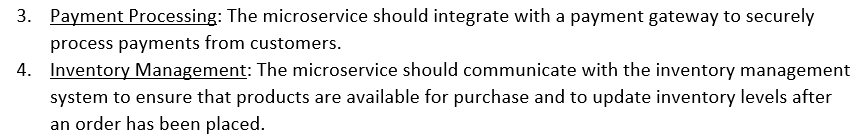 3. Payment Processing: The microservice should integrate with a payment gateway to securely
process payments from customers.
4. Inventory Management: The microservice should communicate with the inventory management
system to ensure that products are available for purchase and to update inventory levels after
an order has been placed.